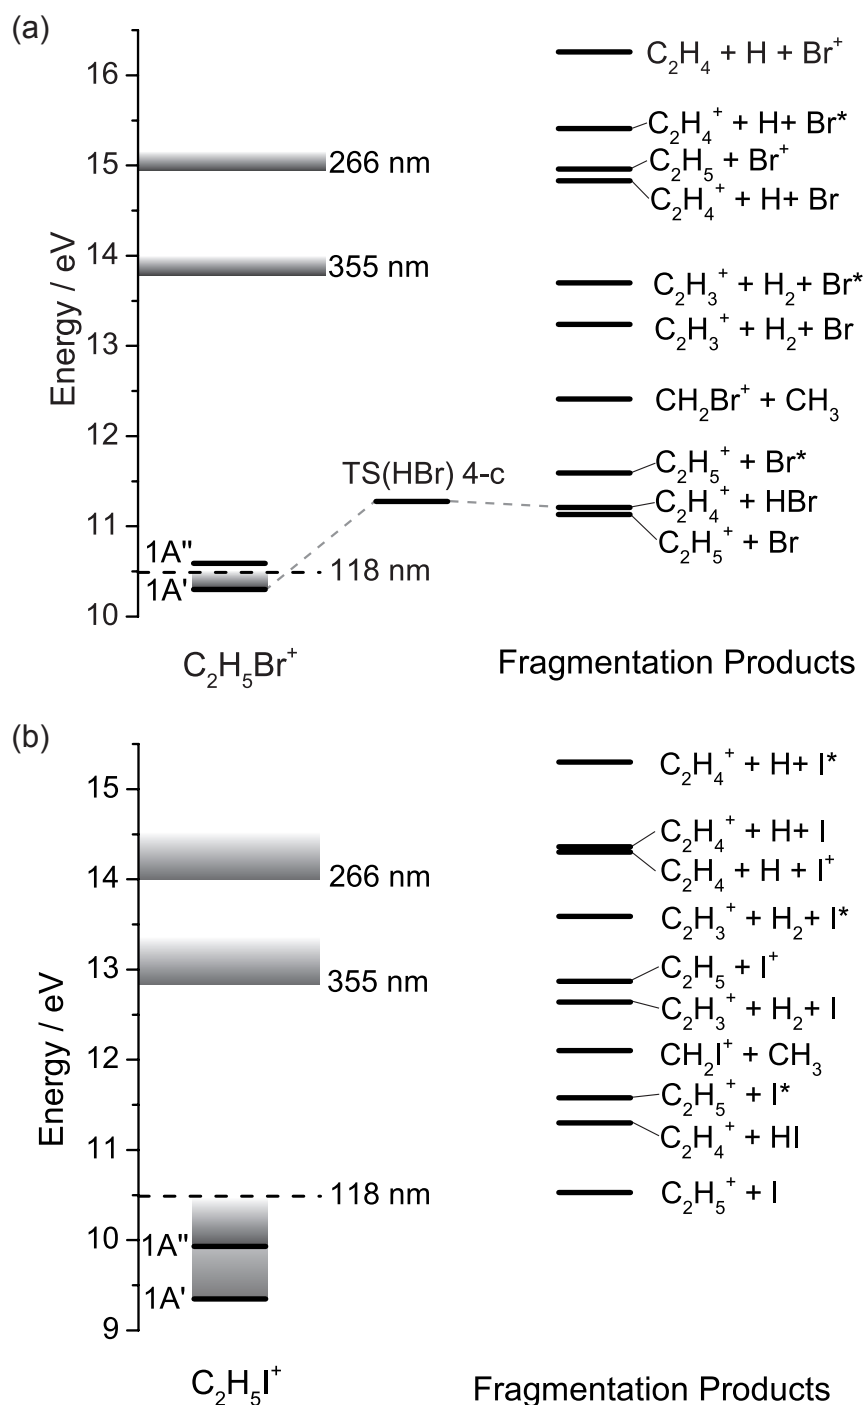 (a)
Energy / eV
16
15
14
13
12
11
10
266 nm
355 nm
118 nm
1A"
1A'
TS(HBr) 4-c
C₂H₄ + H + Br⁺
C₂H₄⁺ + H+ Br*
C₂H₅ + Br⁺
C₂H₄⁺ + H+ Br
C₂H₃⁺ + H₂+ Br*
C₂H₃⁺ + H₂+ Br
CH₂Br⁺ + CH₃
C₂H₅⁺ + Br*
C₂H₄⁺ + HBr
C₂H₅⁺ + Br
C₂H₅Br⁺
Fragmentation Products
(b)
Energy / eV
15
14
13
12
11
10
9
266 nm
355 nm
118 nm
1A"
1A'
C₂H₄⁺ + H+ I*
C₂H₄⁺ + H+ I
C₂H₄ + H + I⁺
C₂H₃⁺ + H₂+ I*
C₂H₅ + I⁺
C₂H₃⁺ + H₂+ I
CH₂I⁺ + CH₃
C₂H₅⁺ + I*
C₂H₄⁺ + HI
C₂H₅⁺ + I
C₂H₅I⁺
Fragmentation Products